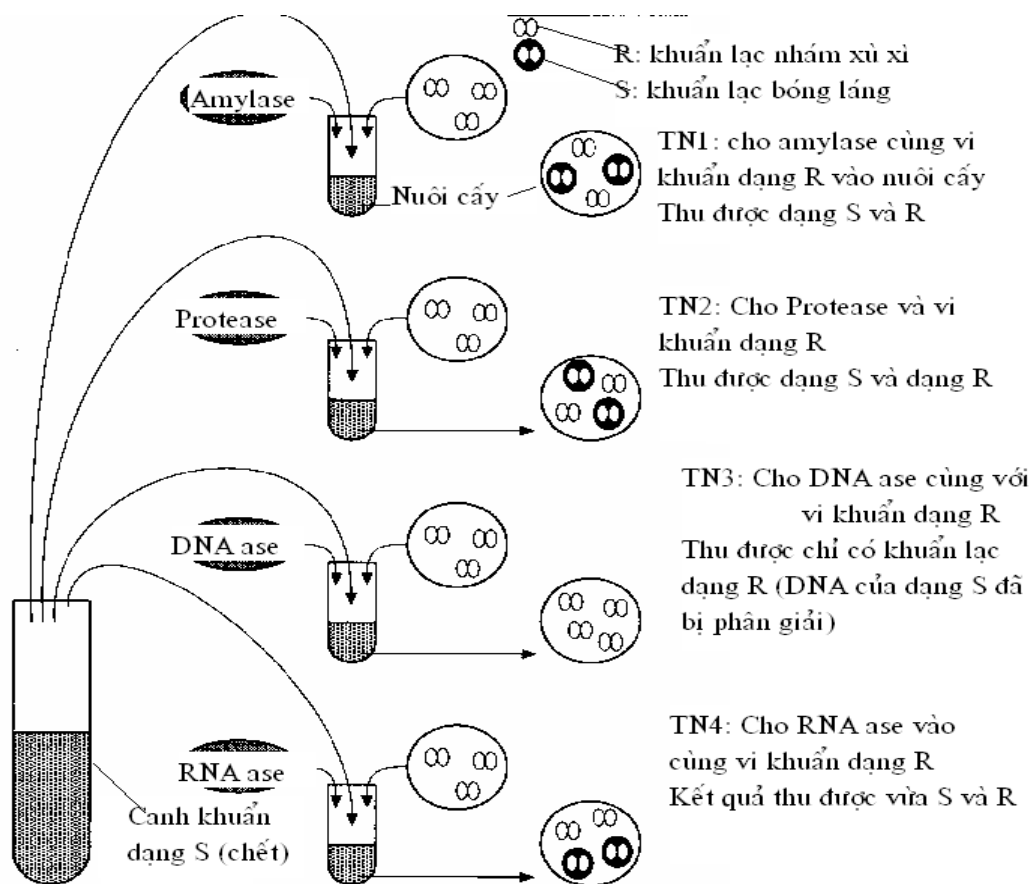 R: khuẩn lạc nhám xù xì
S: khuẩn lạc bóng láng
Amylase
Nuôi cấy
TN1: cho amylase cùng vi
khuẩn dạng R vào nuôi cấy
Thu được dạng S và R
Protease
TN2: Cho Protease và vi
khuẩn dạng R
Thu được dạng S và dạng R
DNA ase
TN3: Cho DNA ase cùng với
vi khuẩn dạng R
Thu được chỉ có khuẩn lạc
dạng R (DNA của dạng S đã
bị phân giải)
RNA ase
TN4: Cho RNA ase vào
cùng vi khuẩn dạng R
Kết quả thu được vừa S và R
Canh khuẩn
dạng S (chết)